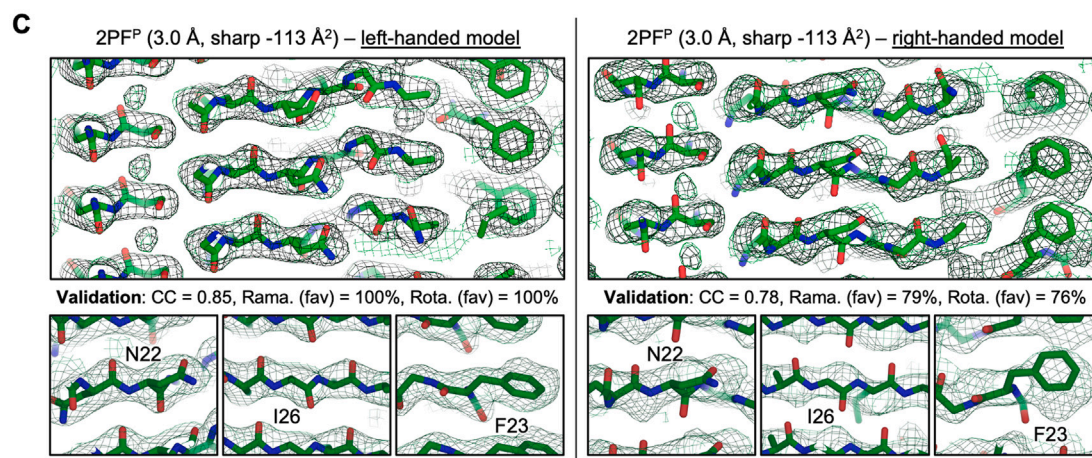 C
2PFᴾ (3.0 Å, sharp -113 Å²) – left-handed model
2PFᴾ (3.0 Å, sharp -113 Å²) – right-handed model
Validation: CC = 0.85, Rama. (fav) = 100%, Rota. (fav) = 100%
Validation: CC = 0.78, Rama. (fav) = 79%, Rota. (fav) = 76%
N22
I26
F23
N22
I26
F23